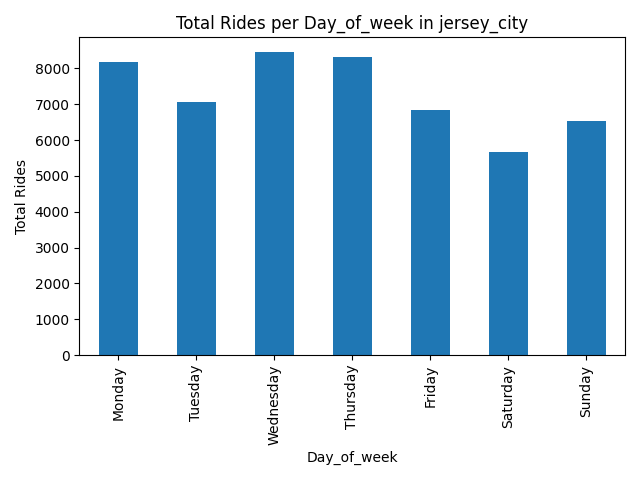 Total Rides per Day_of_week in jersey_city
Total Rides
8000
7000
6000
5000
4000
3000
2000
1000
0
Monday
Tuesday
Wednesday
Thursday
Friday
Saturday
Sunday
Day_of_week